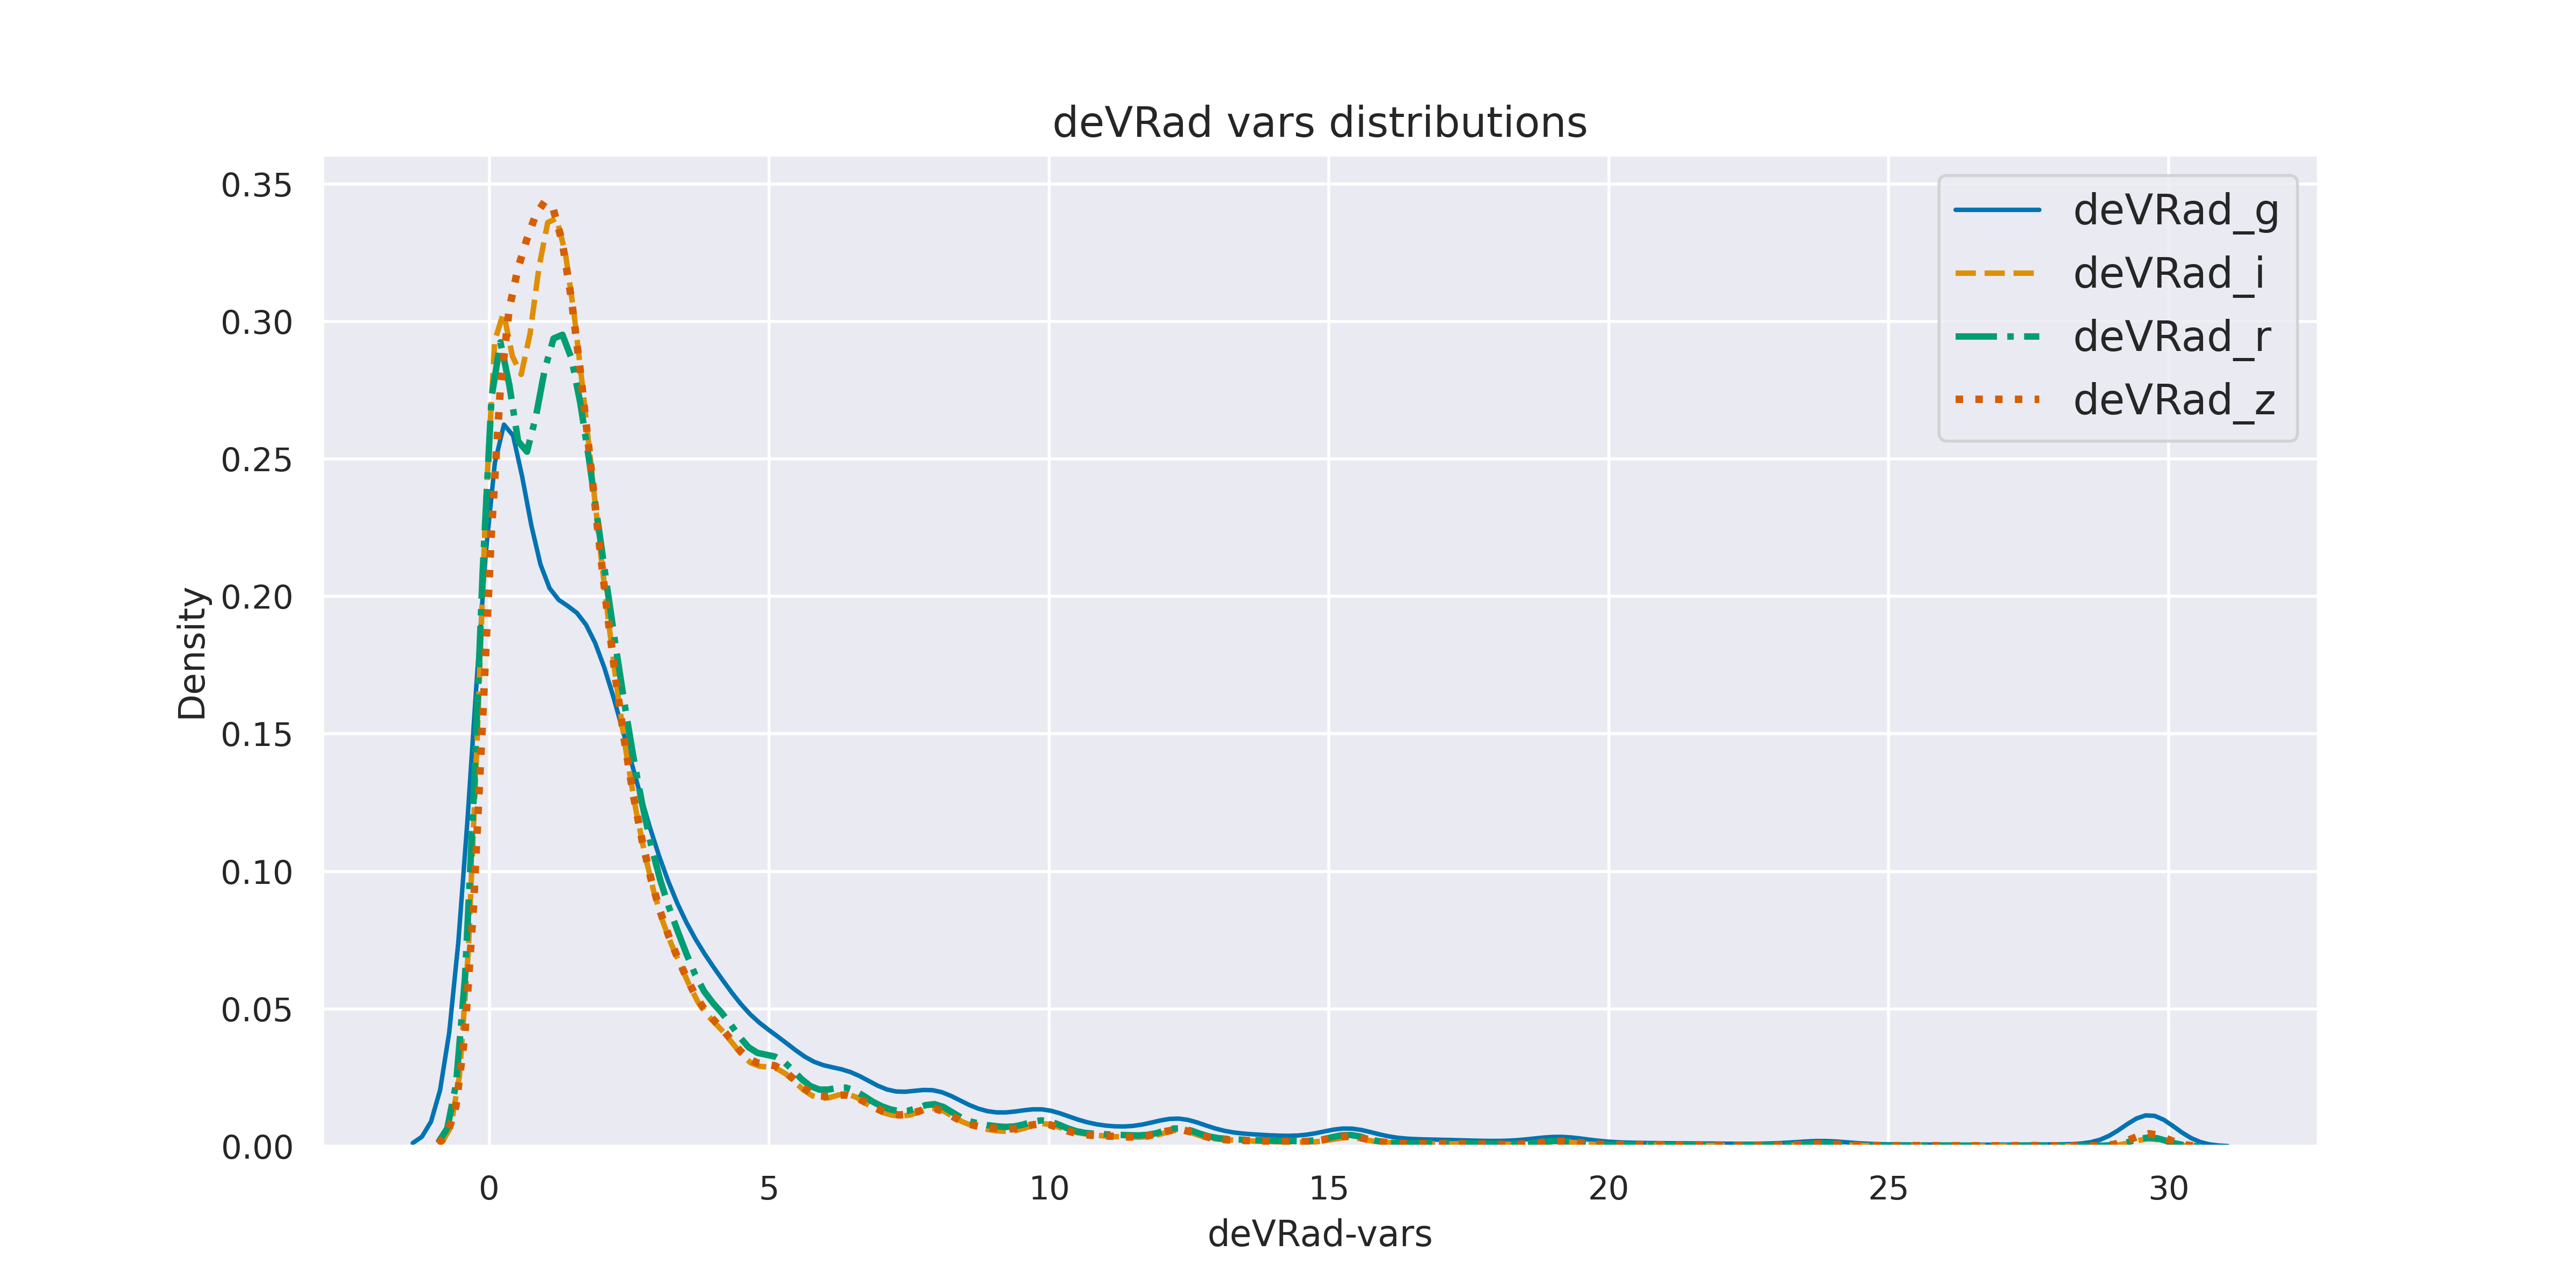 deVRad vars distributions
0.35
0.30
0.25
0.20
0.15
0.10
0.05
0.00
Density
deVRad_g
deVRad_i
deVRad_r
deVRad_z
0 5 10 15 20 25 30
deVRad-vars